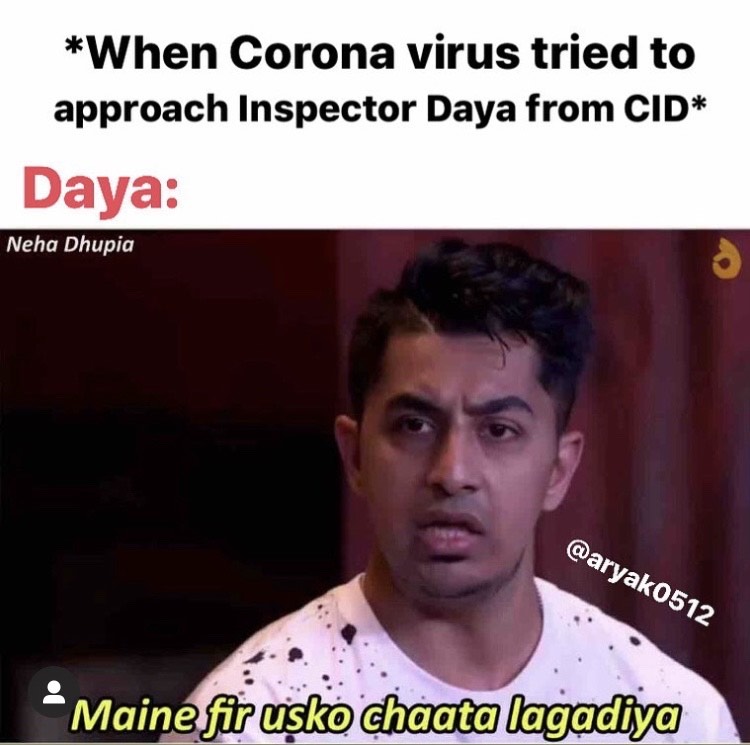 *When Corona virus tried to
approach Inspector Daya from CID*
Daya:
Neha Dhupia
@aryak0512
Maine fir usko chaata lagadiya